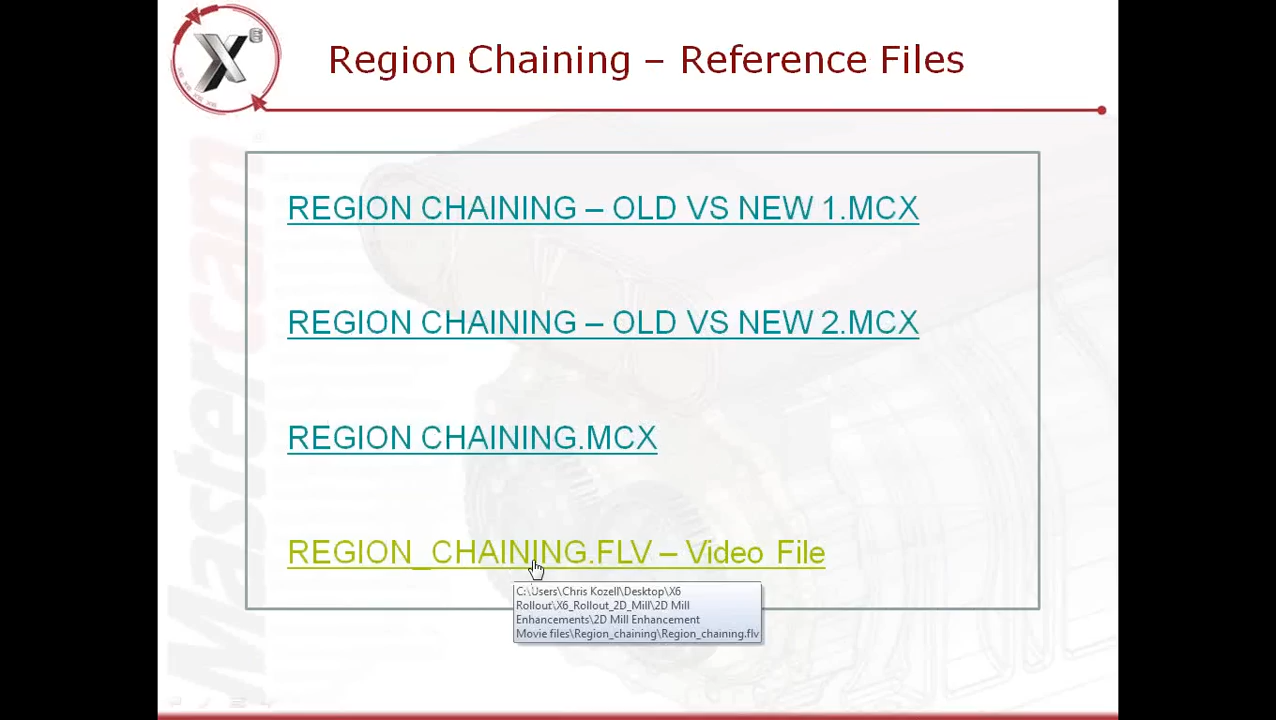 Region Chaining – Reference Files
REGION CHAINING – OLD VS NEW 1.MCX
REGION CHAINING – OLD VS NEW 2.MCX
REGION CHAINING.MCX
REGION_CHAINING.FLV – Video File
C:\Users\Chris Kozell\Desktop\X6
Rollout\X6_Rollout_2D_Mill\2D Mill
Enhancements\2D Mill Enhancement
Movie files\Region_chaining\Region_chaining.flv
Mastercam
X6